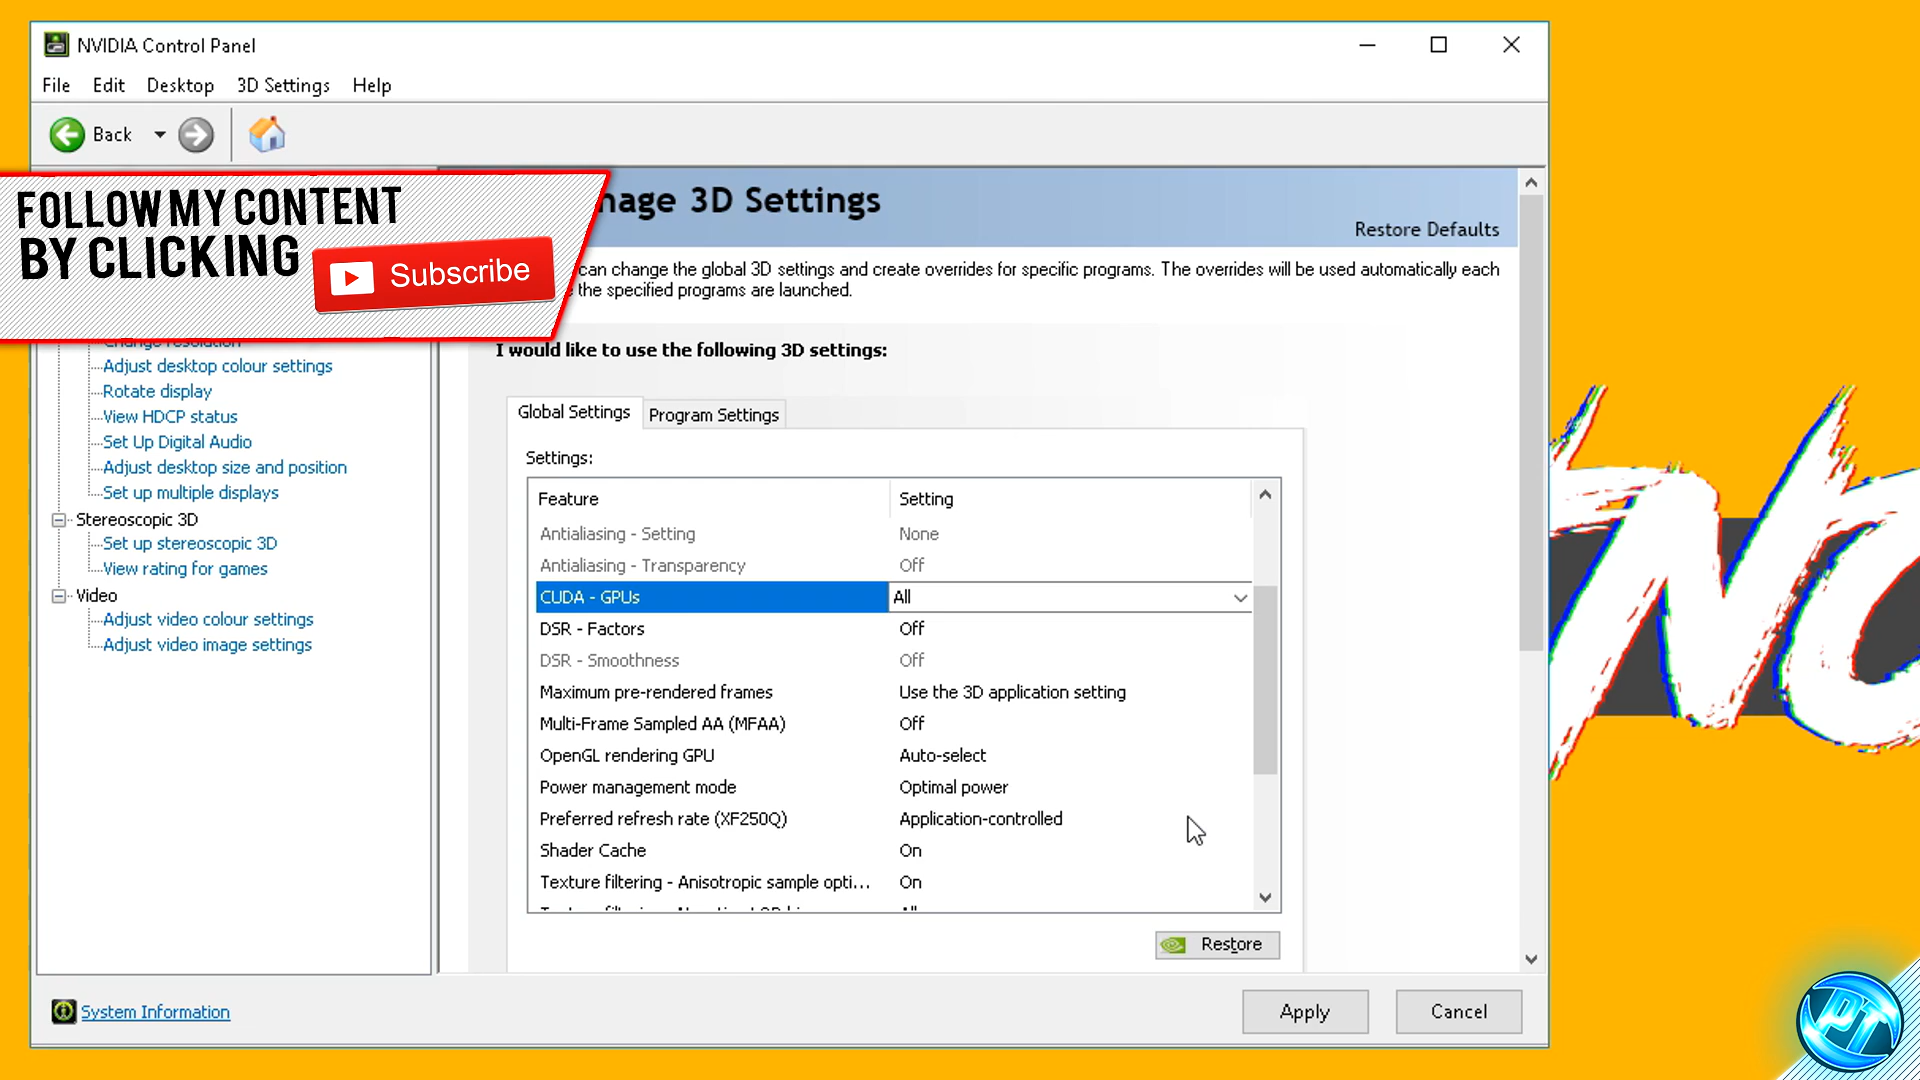 NVIDIA Control Panel
File Edit Desktop 3D Settings Help
Back
FOLLOW MY CONTENT
BY CLICKING
Subscribe
nage 3D Settings
Restore Defaults
can change the global 3D settings and create overrides for specific programs. The overrides will be used automatically each
the specified programs are launched.
Change resolution
Adjust desktop colour settings
Rotate display
View HDCP status
Set Up Digital Audio
Adjust desktop size and position
Set up multiple displays
Stereoscopic 3D
Set up stereoscopic 3D
View rating for games
Video
Adjust video colour settings
Adjust video image settings
I would like to use the following 3D settings:
Global Settings Program Settings
Settings:
Feature Setting
Antialiasing - Setting None
Antialiasing - Transparency Off
CUDA - GPUs All
DSR - Factors Off
DSR - Smoothness Off
Maximum pre-rendered frames Use the 3D application setting
Multi-Frame Sampled AA (MFAA) Off
OpenGL rendering GPU Auto-select
Power management mode Optimal power
Preferred refresh rate (XF250Q) Application-controlled
Shader Cache On
Texture filtering - Anisotropic sample opti... On
Restore
System Information
Apply Cancel
PT